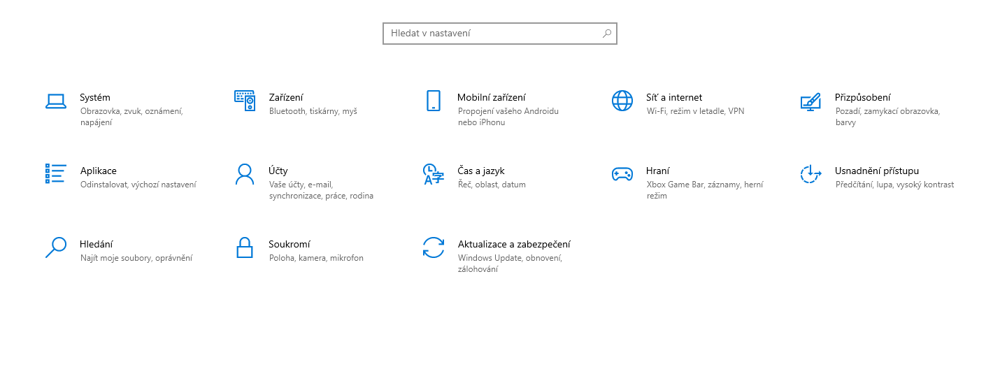 Hledat v nastavení
Systém
Obrazovka, zvuk, oznámení,
napájení
Zařízení
Bluetooth, tiskárny, myš
Mobilní zařízení
Propojení vašeho Androidu
nebo iPhonu
Síť a internet
Wi-Fi, režim v letadle, VPN
Přizpůsobení
Pozadí, zamykací obrazovka,
barvy
Aplikace
Odinstalovat, výchozí nastavení
Účty
Vaše účty, e-mail,
synchronizace, práce, rodina
Čas a jazyk
Řeč, oblast, datum
Hraní
Xbox Game Bar, záznamy, herní
režim
Usnadnění přístupu
Předčítání, lupa, vysoký kontrast
Hledání
Najít moje soubory, oprávnění
Soukromí
Poloha, kamera, mikrofon
Aktualizace a zabezpečení
Windows Update, obnovení,
zálohování